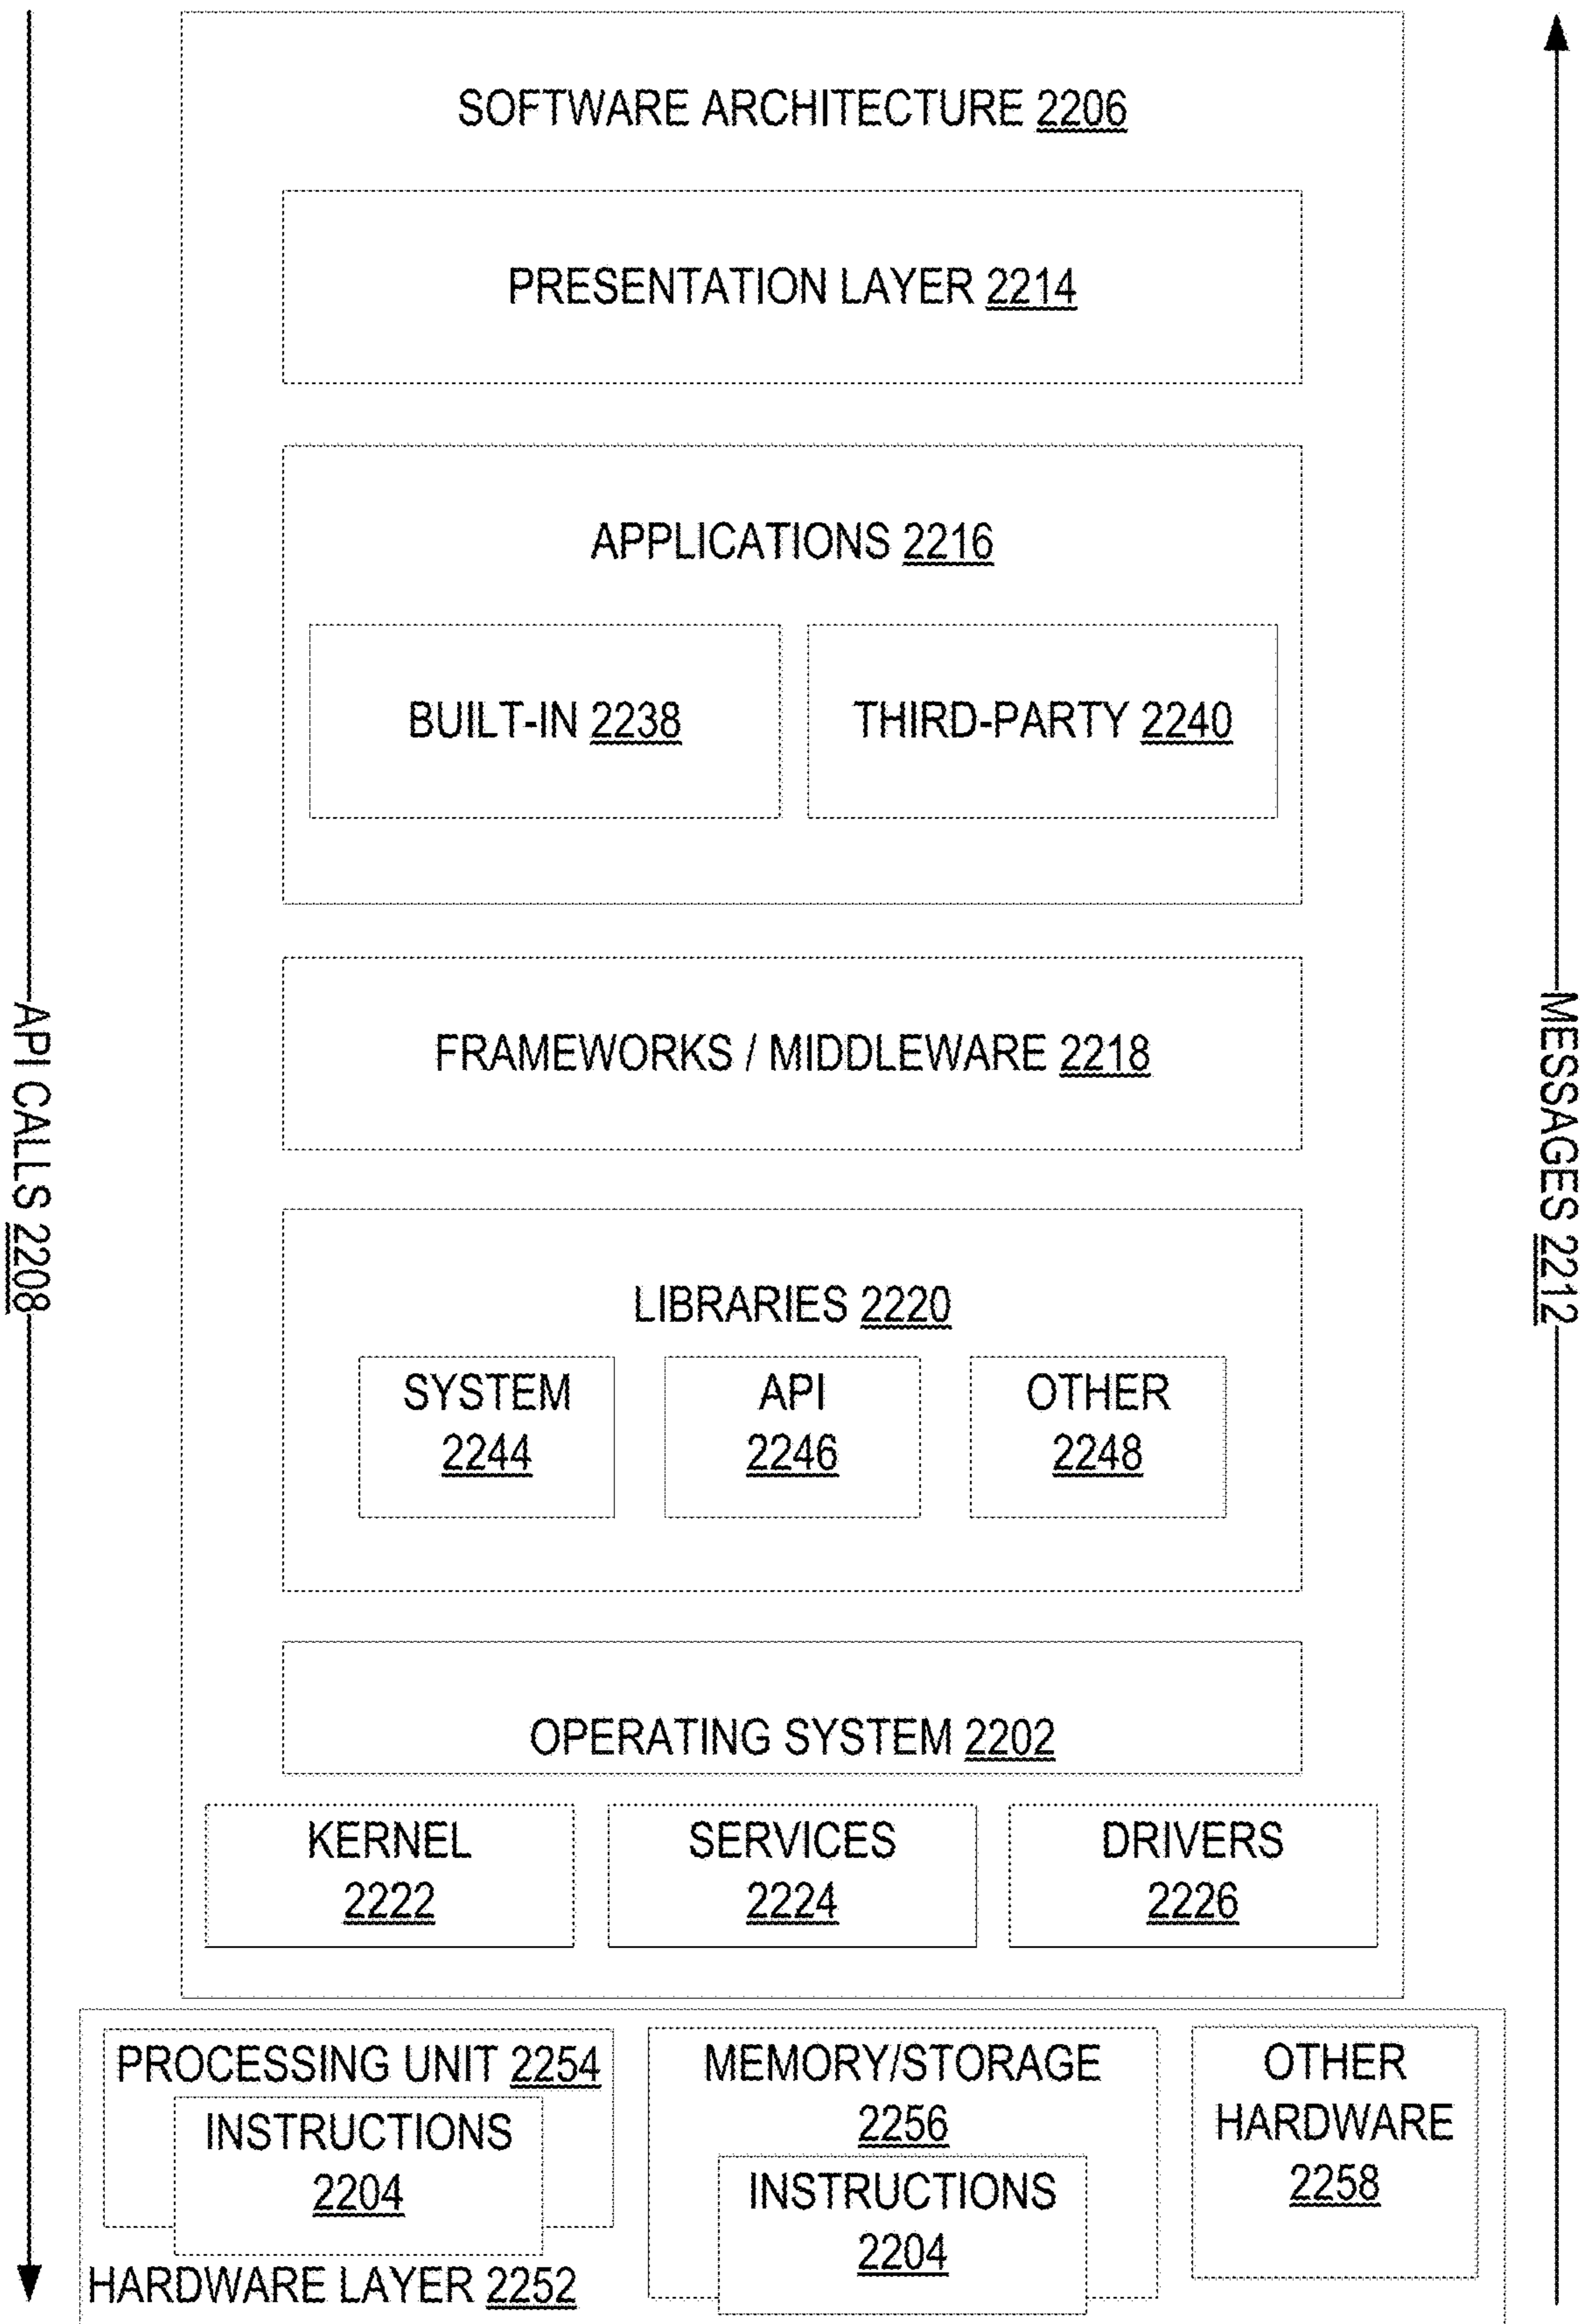 SOFTWARE ARCHITECTURE 2206
PRESENTATION LAYER 2214
APPLICATIONS 2216
BUILT-IN 2238
THIRD-PARTY 2240
FRAMEWORKS / MIDDLEWARE 2218
API CALLS 2208
MESSAGES 2212
LIBRARIES 2220
SYSTEM
2244
API
2246
OTHER
2248
OPERATING SYSTEM 2202
KERNEL
2222
SERVICES
2224
DRIVERS
2226
PROCESSING UNIT 2254
INSTRUCTIONS
2204
MEMORY/STORAGE
2256
INSTRUCTIONS
2204
OTHER
HARDWARE
2258
HARDWARE LAYER 2252